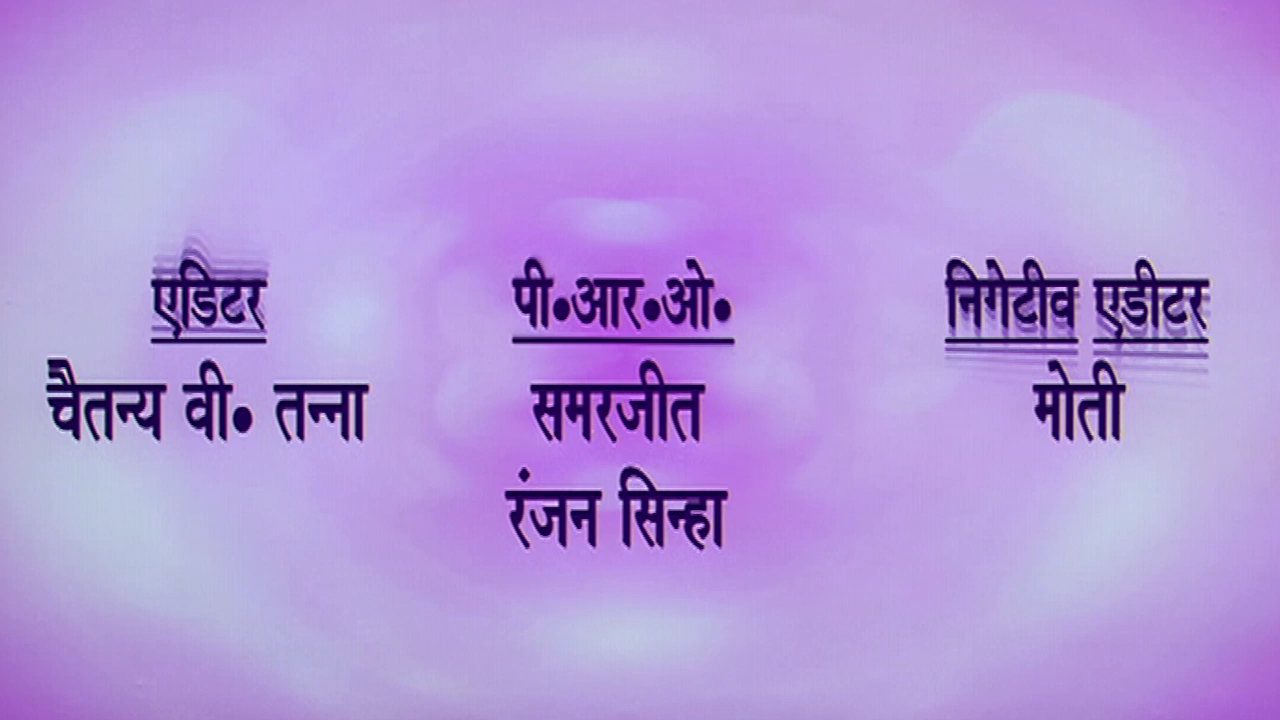 एडिटर
चैतन्य वी• तन्ना
पी•आर•ओ•
समरजीत
रंजन सिन्हा
निगेटीव एडीटर
मोती